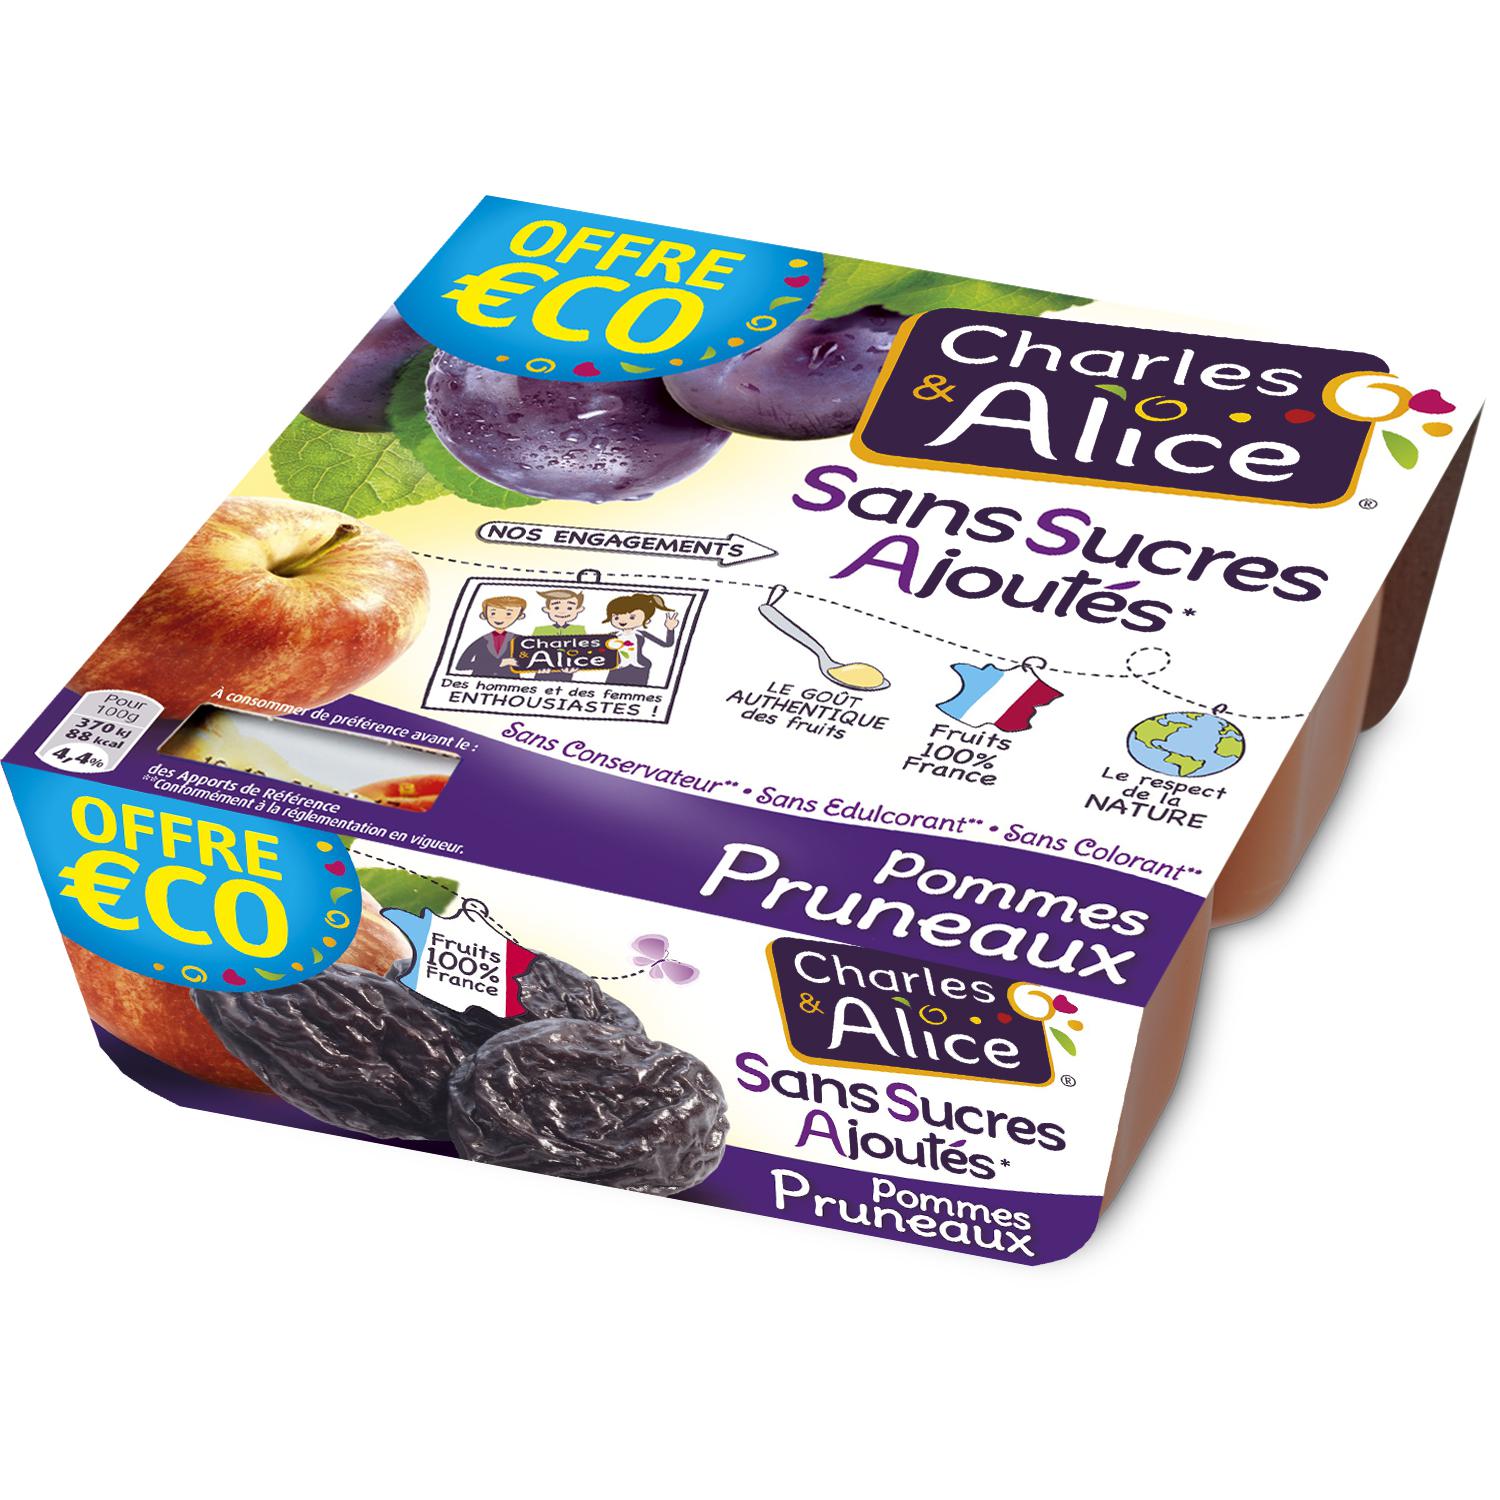 OFFRE
€CO
Charles
& Alice
®
Sans Sucres
Ajoutés*
NOS ENGAGEMENTS
Charles
& Alice
Des hommes et des femmes
ENTHOUSIASTES !
LE GOÛT
AUTHENTIQUE
des fruits
Fruits
100%
France
Le respect
de la
NATURE
Sans Conservateur** • Sans Edulcorant** • Sans Colorant**
Pour
100g
370 kJ
88 kcal
4,4%
À consommer de préférence avant le :
des Apports de Référence
**Conformément à la réglementation en vigueur.
Pommes
Pruneaux
OFFRE
€CO
Fruits
100%
France
Charles
& Alice
®
Sans Sucres
Ajoutés*
Pommes
Pruneaux